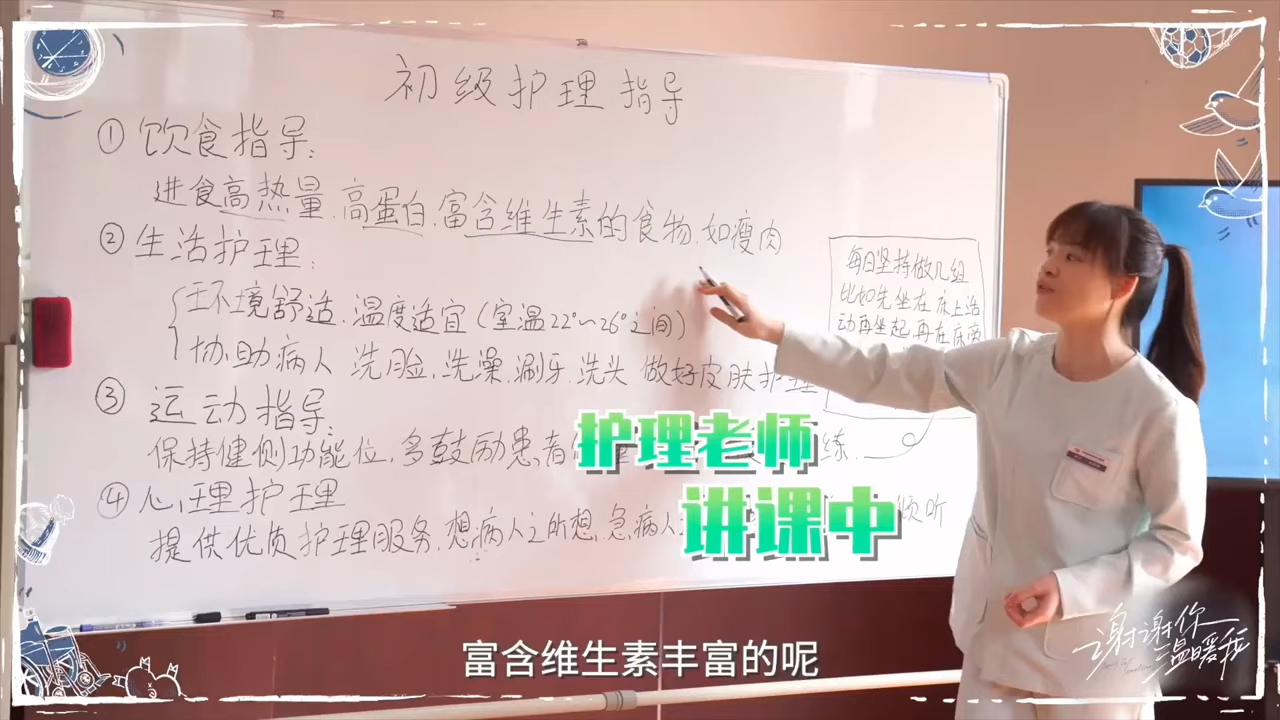 初级护理指导
① 饮食指导:
进食高热量、高蛋白、富含维生素的食物,如瘦肉
② 生活护理:
环境舒适、温度适宜(室温22°~26°之间)
协助病人 洗脸、洗澡、涮牙、洗头 做好皮肤护理
③ 运动指导:
保持健侧功能位,多鼓励患者
练
④ 心理护理
提供优质护理服务,想病人之所想,急病人
倾听
每日坚持做几组
比如先坐在床上活
动再坐起再在床旁
护理老师
讲课中
富含维生素丰富的呢
谢谢你
温暖我